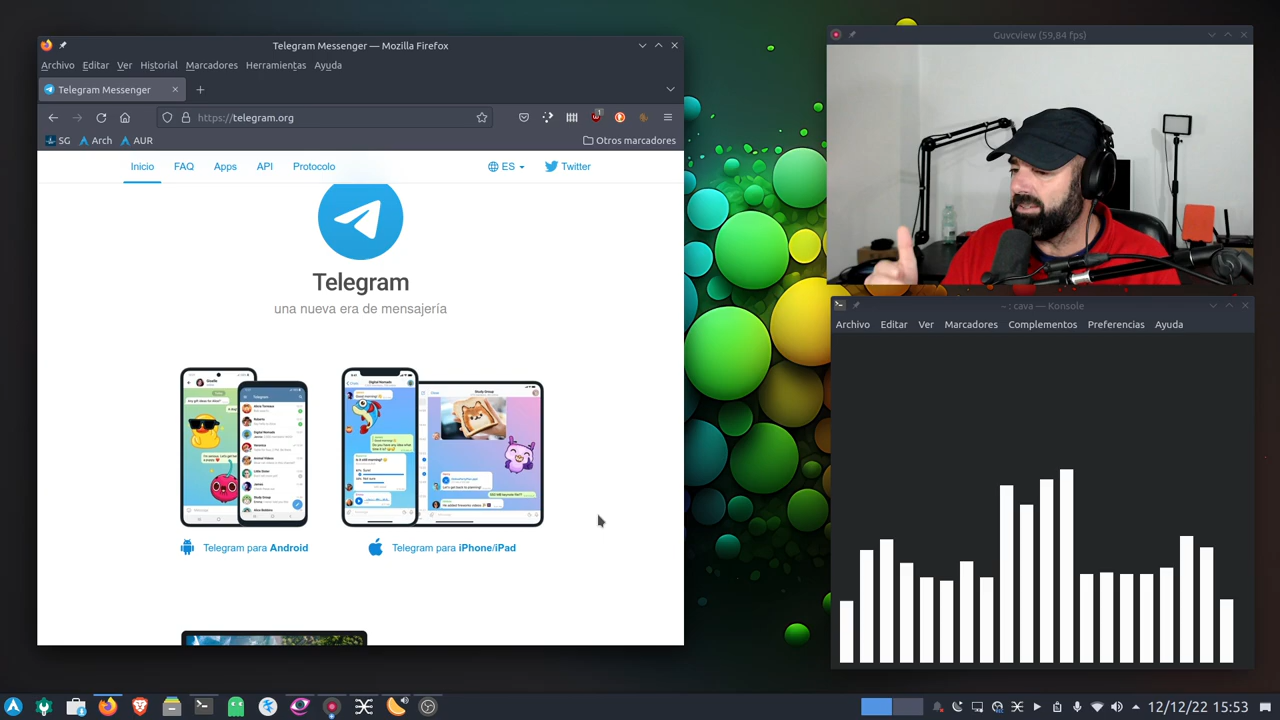 Telegram Messenger — Mozilla Firefox
Archivo Editar Ver Historial Marcadores Herramientas Ayuda
Telegram Messenger
https://telegram.org
1
SG Arch AUR Otros marcadores
Inicio FAQ Apps API Protocolo ES Twitter
Telegram
una nueva era de mensajería
Telegram para Android
Telegram para iPhone/iPad
Guvcview (59,84 fps)
~ : cava — Konsole
Archivo Editar Ver Marcadores Complementos Preferencias Ayuda
12/12/22 15:53